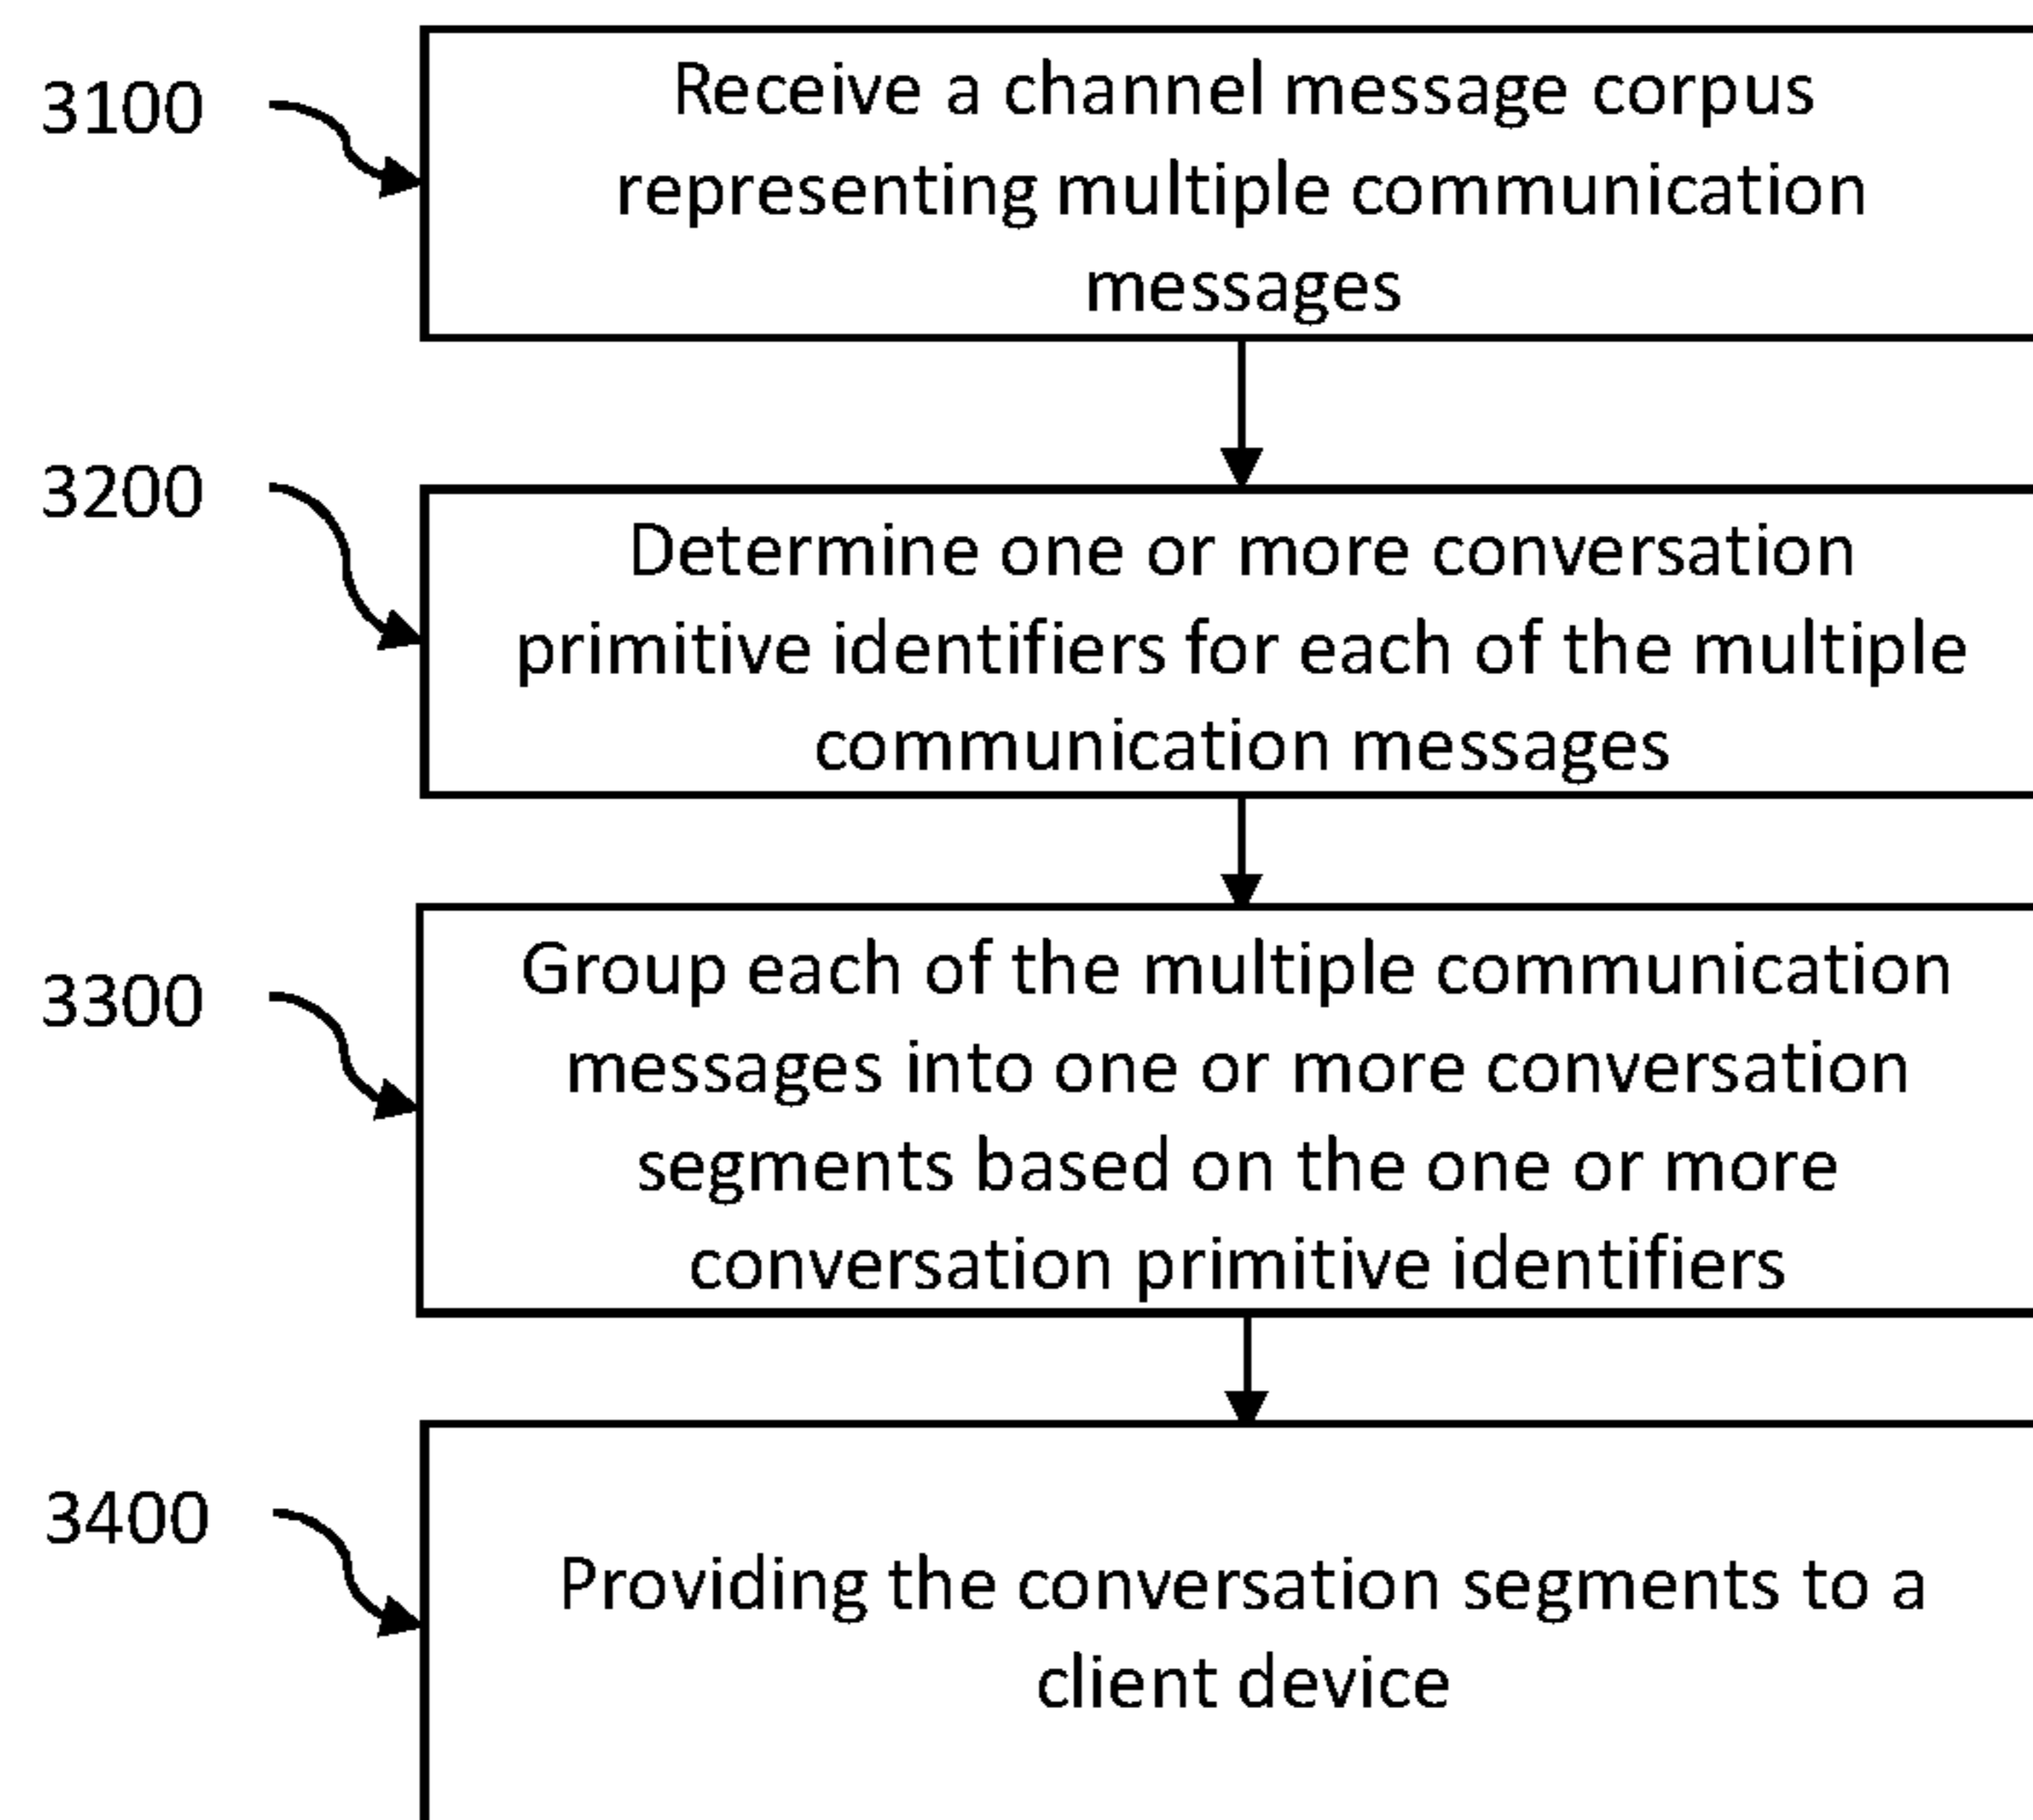 3100
Receive a channel message corpus
representing multiple communication
messages
3200
Determine one or more conversation
primitive identifiers for each of the multiple
communication messages
3300
Group each of the multiple communication
messages into one or more conversation
segments based on the one or more
conversation primitive identifiers
3400
Providing the conversation segments to a
client device